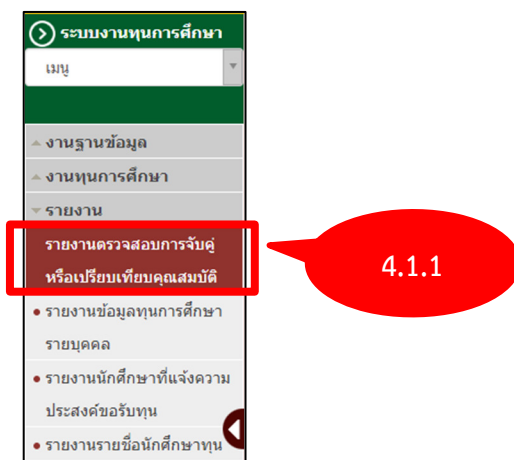 ระบบงานทุนการศึกษา
เมนู
งานฐานข้อมูล
งานทุนการศึกษา
รายงาน
รายงานตรวจสอบการจับคู่
หรือเปรียบเทียบคุณสมบัติ
4.1.1
รายงานข้อมูลทุนการศึกษา
รายบุคคล
รายงานนักศึกษาที่แจ้งความ
ประสงค์ขอรับทุน
รายงานรายชื่อนักศึกษาทุน